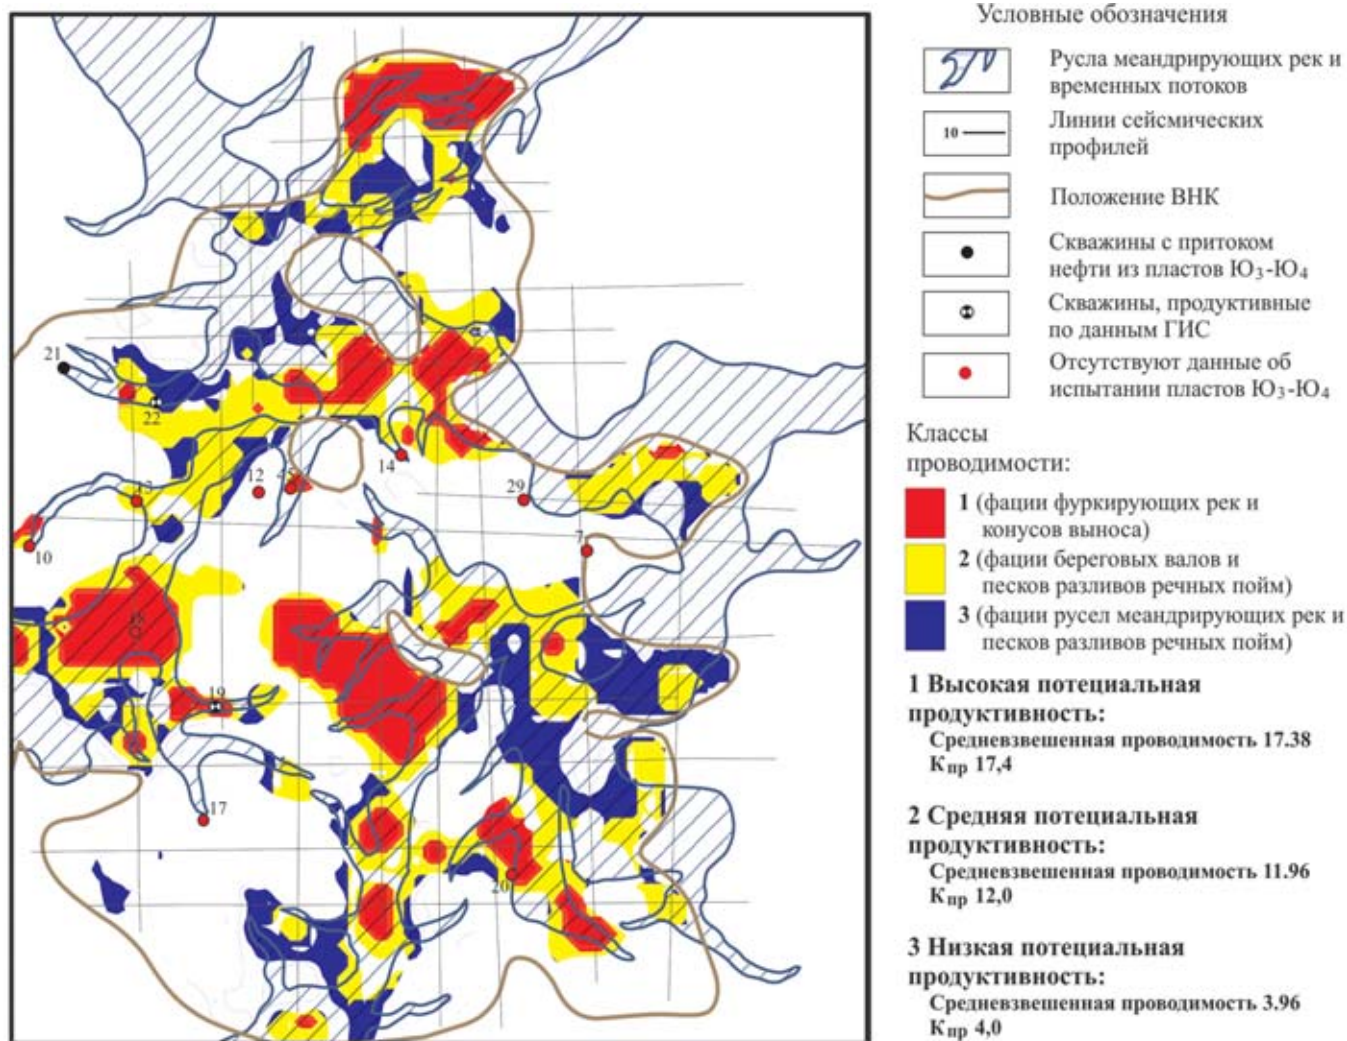 Условные обозначения
Русла меандрирующих рек и
временных потоков
10
Линии сейсмических
профилей
Положение ВНК
Скважины с притоком
нефти из пластов Ю3-Ю4
Скважины, продуктивные
по данным ГИС
Отсутствуют данные об
испытании пластов Ю3-Ю4
Классы
проводимости:
1 (фации фуркирующих рек и
конусов выноса)
2 (фации береговых валов и
песков разливов речных пойм)
3 (фации русел меандрирующих рек и
песков разливов речных пойм)
1 Высокая потециальная
продуктивность:
Средневзвешенная проводимость 17.38
Кпр 17,4
2 Средняя потециальная
продуктивность:
Средневзвешенная проводимость 11.96
Кпр 12,0
3 Низкая потециальная
продуктивность:
Средневзвешенная проводимость 3.96
Кпр 4,0
21
22
14
12
29
7
10
18
19
17
20